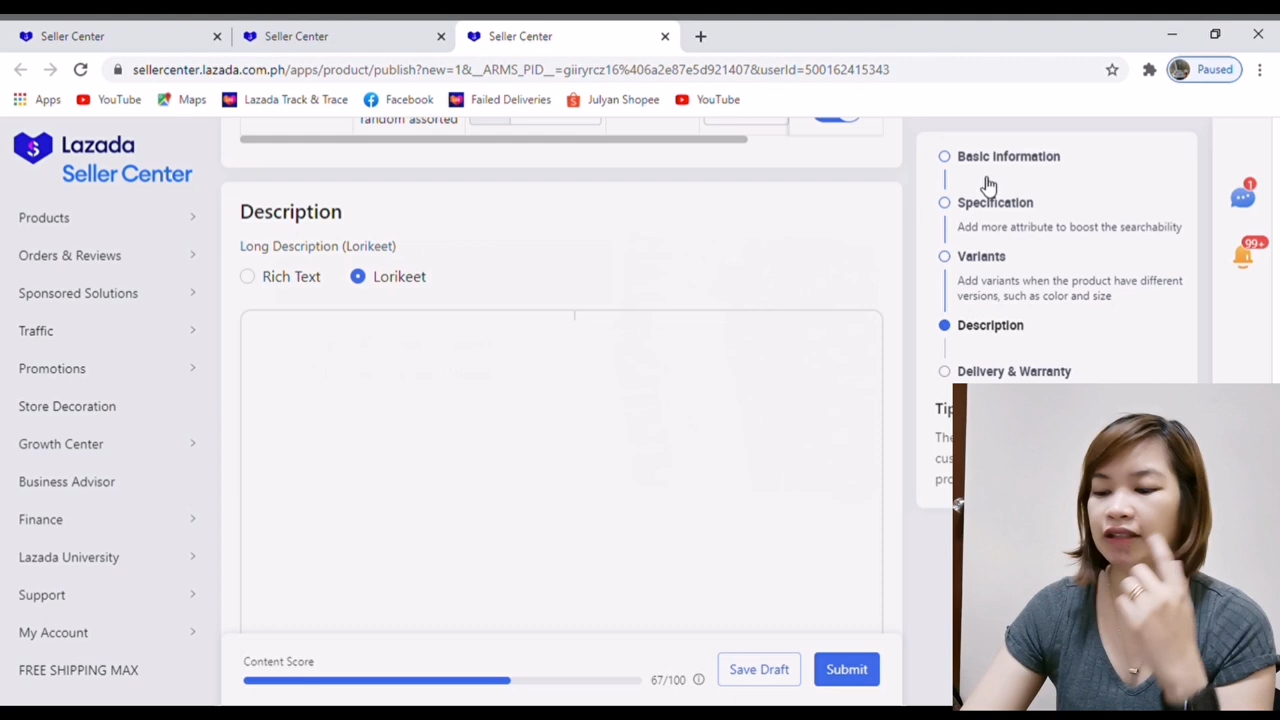 Seller Center
Seller Center
Seller Center
sellercenter.lazada.com.ph/apps/product/publish?new=1&__ARMS_PID__=giiryrcz16%406a2e87e5d921407&userId=500162415343
Paused
Apps
YouTube
Maps
Lazada Track & Trace
Facebook
Failed Deliveries
Julyan Shopee
YouTube
Lazada
Seller Center
Products
Orders & Reviews
Sponsored Solutions
Traffic
Promotions
Store Decoration
Growth Center
Business Advisor
Finance
Lazada University
Support
My Account
FREE SHIPPING MAX
random assorted
Description
Long Description (Lorikeet)
Rich Text
Lorikeet
Content Score
67/100
Save Draft
Submit
Basic Information
Specification
Add more attribute to boost the searchability
Variants
Add variants when the product have different
versions, such as color and size
Description
Delivery & Warranty
1
99+